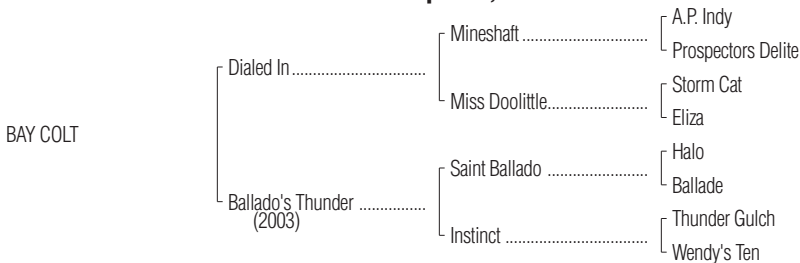 A.P. Indy
Mineshaft
Prospectors Delite
Dialed In
Storm Cat
Miss Doolittle
Eliza
BAY COLT
Halo
Saint Ballado
Ballade
Ballado's Thunder
(2003)
Thunder Gulch
Instinct
Wendy's Ten